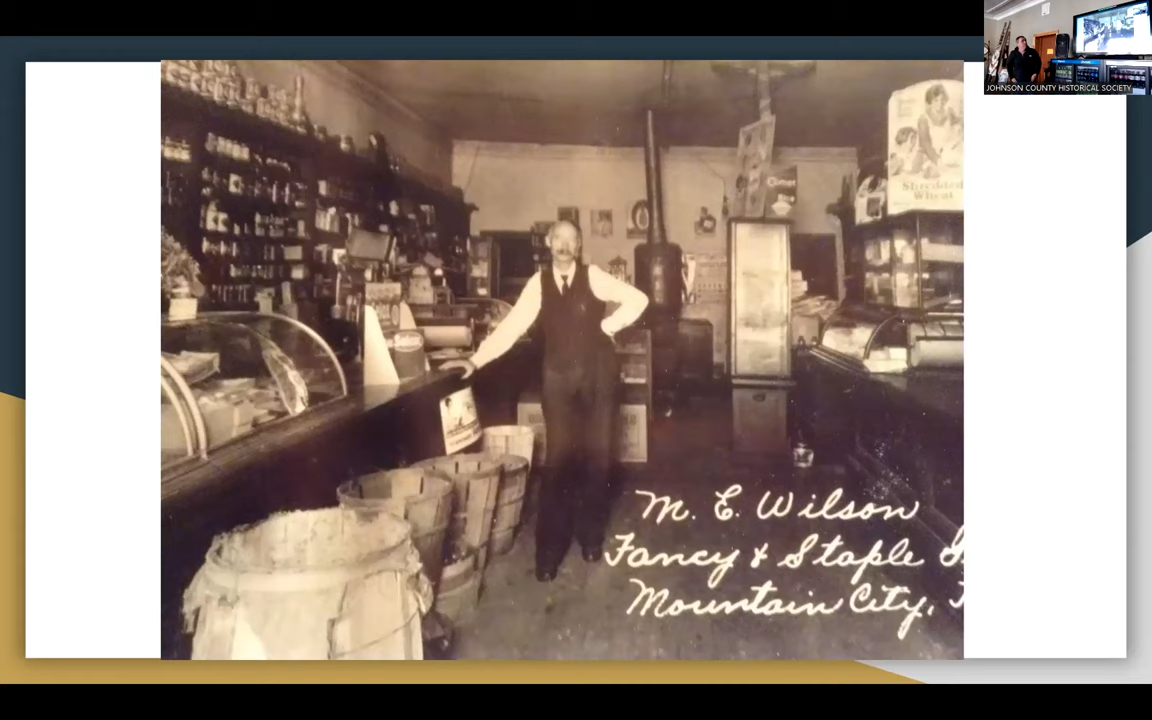 JOHNSON COUNTY HISTORICAL SOCIETY
Shredded
Wheat
M. E. Wilson
Fancy & Staple G
Mountain City, T